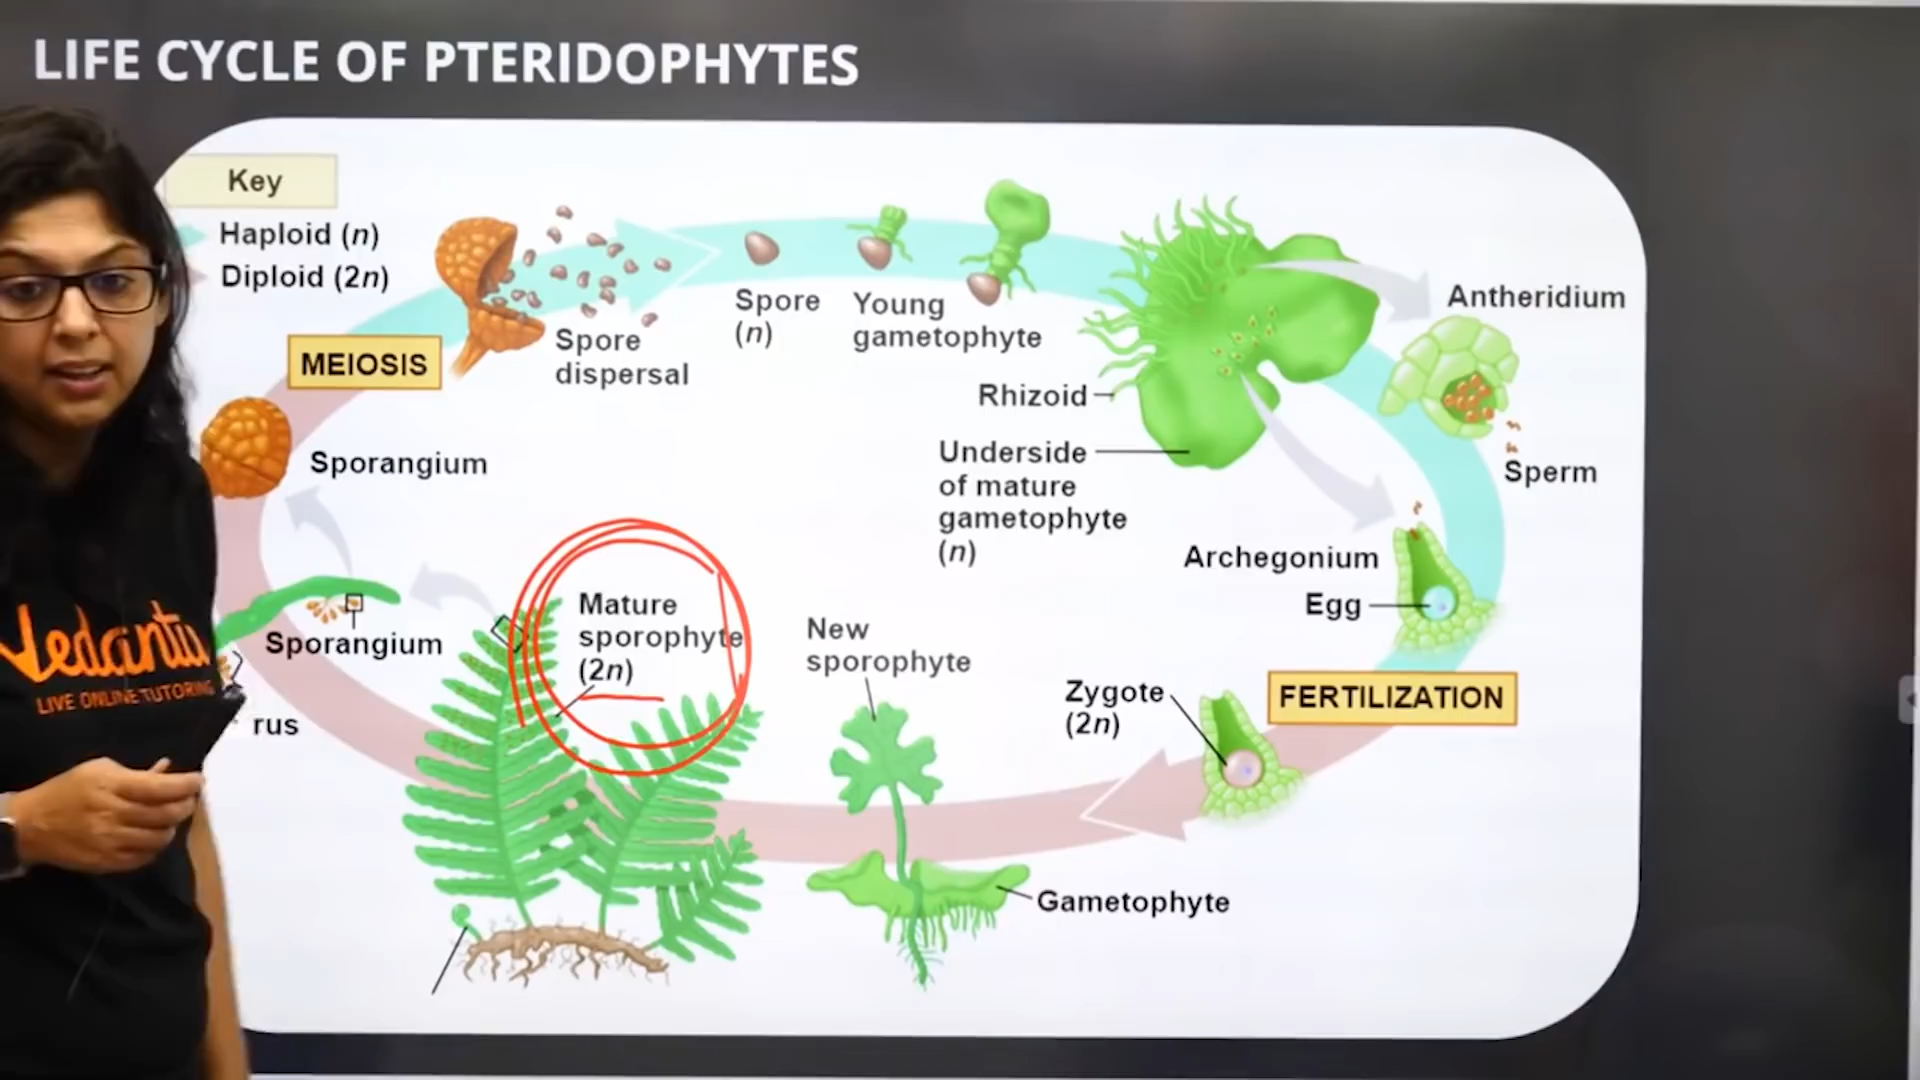 LIFE CYCLE OF PTERIDOPHYTES
Key
Haploid (n)
Diploid (2n)
MEIOSIS
Spore
dispersal
Spore
(n)
Young
gametophyte
Antheridium
Rhizoid
Underside
of mature
gametophyte
(n)
Sperm
Sporangium
Archegonium
Egg
Mature
sporophyte
(2n)
New
sporophyte
Sporangium
Zygote
(2n)
FERTILIZATION
Vedantu
LIVE ONLINE TUTORING
rus
Gametophyte